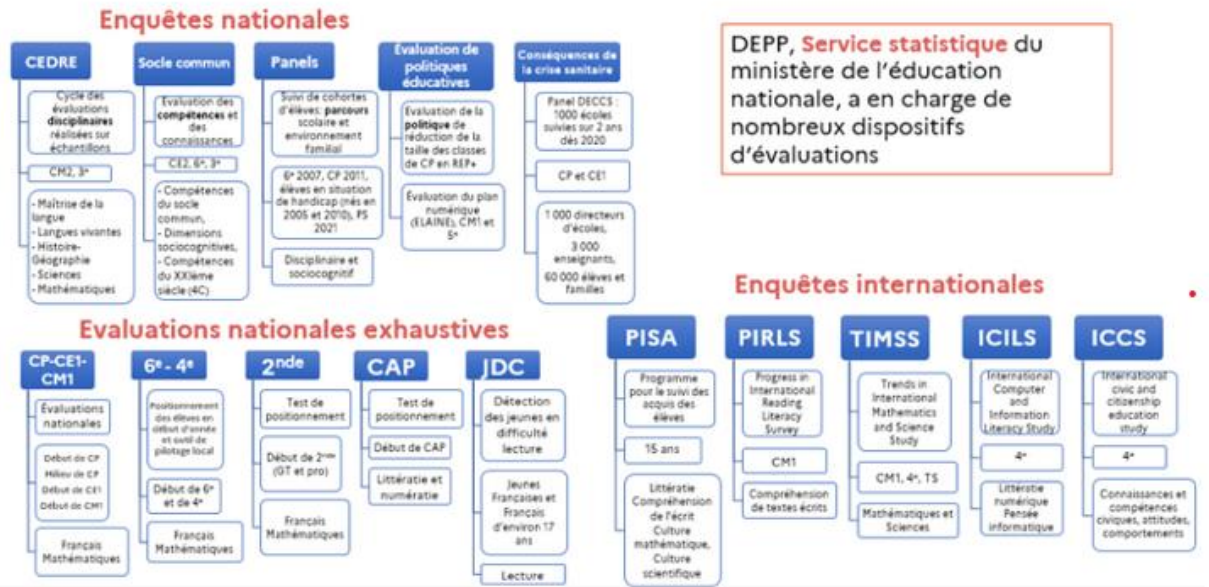 Enquêtes nationales
CEDRE
Cycle des
évaluations
disciplinaires
réalisées sur
échantillons
CM2, 3ᵉ
- Maîtrise de la
langue
- Langues vivantes
- Histoire-
Géographie
- Sciences
- Mathématiques
Socle commun
Evaluation des
compétences et
des
connaissances
CE2, 6ᵉ, 3ᵉ
- Compétences
du socle
commun,
- Dimensions
sociocognitives,
- Compétences
du XXIème
siècle (4C)
Panels
Suivi de cohortes
d'élèves: parcours
scolaire et
environnement
familial
6ᵉ 2007, CP 2011,
élèves en situation
de handicap (nés en
2005 et 2010), PS
2021
Disciplinaire et
sociocognitif
Évaluation de
politiques
éducatives
Evaluation de la
politique de
réduction de la
taille des classes
de CP en REP+
Évaluation du plan
numérique
(ELAINE), CM1 et
5ᵉ
Conséquences de
la crise sanitaire
Panel DECCS :
1000 écoles
suivies sur 2 ans
dès 2020
CP et CE1
1 000 directeurs
d'écoles,
3 000
enseignants,
60 000 élèves et
familles
DEPP, Service statistique du
ministère de l'éducation
nationale, a en charge de
nombreux dispositifs
d'évaluations
Evaluations nationales exhaustives
CP-CE1-
CM1
Évaluations
nationales
Début de CP
Milieu de CP
Début de CE1
Début de CM1
Français
Mathématiques
6ᵉ - 4ᵉ
Positionnement
des élèves en
début d'année
et outil de
pilotage local
Début de 6ᵉ
et de 4ᵉ
Français
Mathématiques
2ⁿᵈᵉ
Test de
positionnement
Début de 2ⁿᵈᵉ
(GT et pro)
Français
Mathématiques
CAP
Test de
positionnement
Début de CAP
Littératie et
numératie
JDC
Détection
des jeunes en
difficulté
lecture
Jeunes
Françaises et
Français
d'environ 17
ans
Lecture
Enquêtes internationales
PISA
Programme
pour le suivi des
acquis des
élèves
15 ans
Littératie
Compréhension
de l'écrit
Culture
mathématique,
Culture
scientifique
PIRLS
Progress in
International
Reading
Literacy
Survey
CM1
Compréhension
de textes écrits
TIMSS
Trends in
International
Mathematics
and Science
Study
CM1, 4ᵉ, TS
Mathématiques et
Sciences
ICILS
International
Computer
and
Information
Literacy Study
4ᵉ
Littératie
numérique
Pensée
informatique
ICCS
International
civic and
citizenship
education
study
4ᵉ
Connaissances et
compétences
civiques, attitudes,
comportements